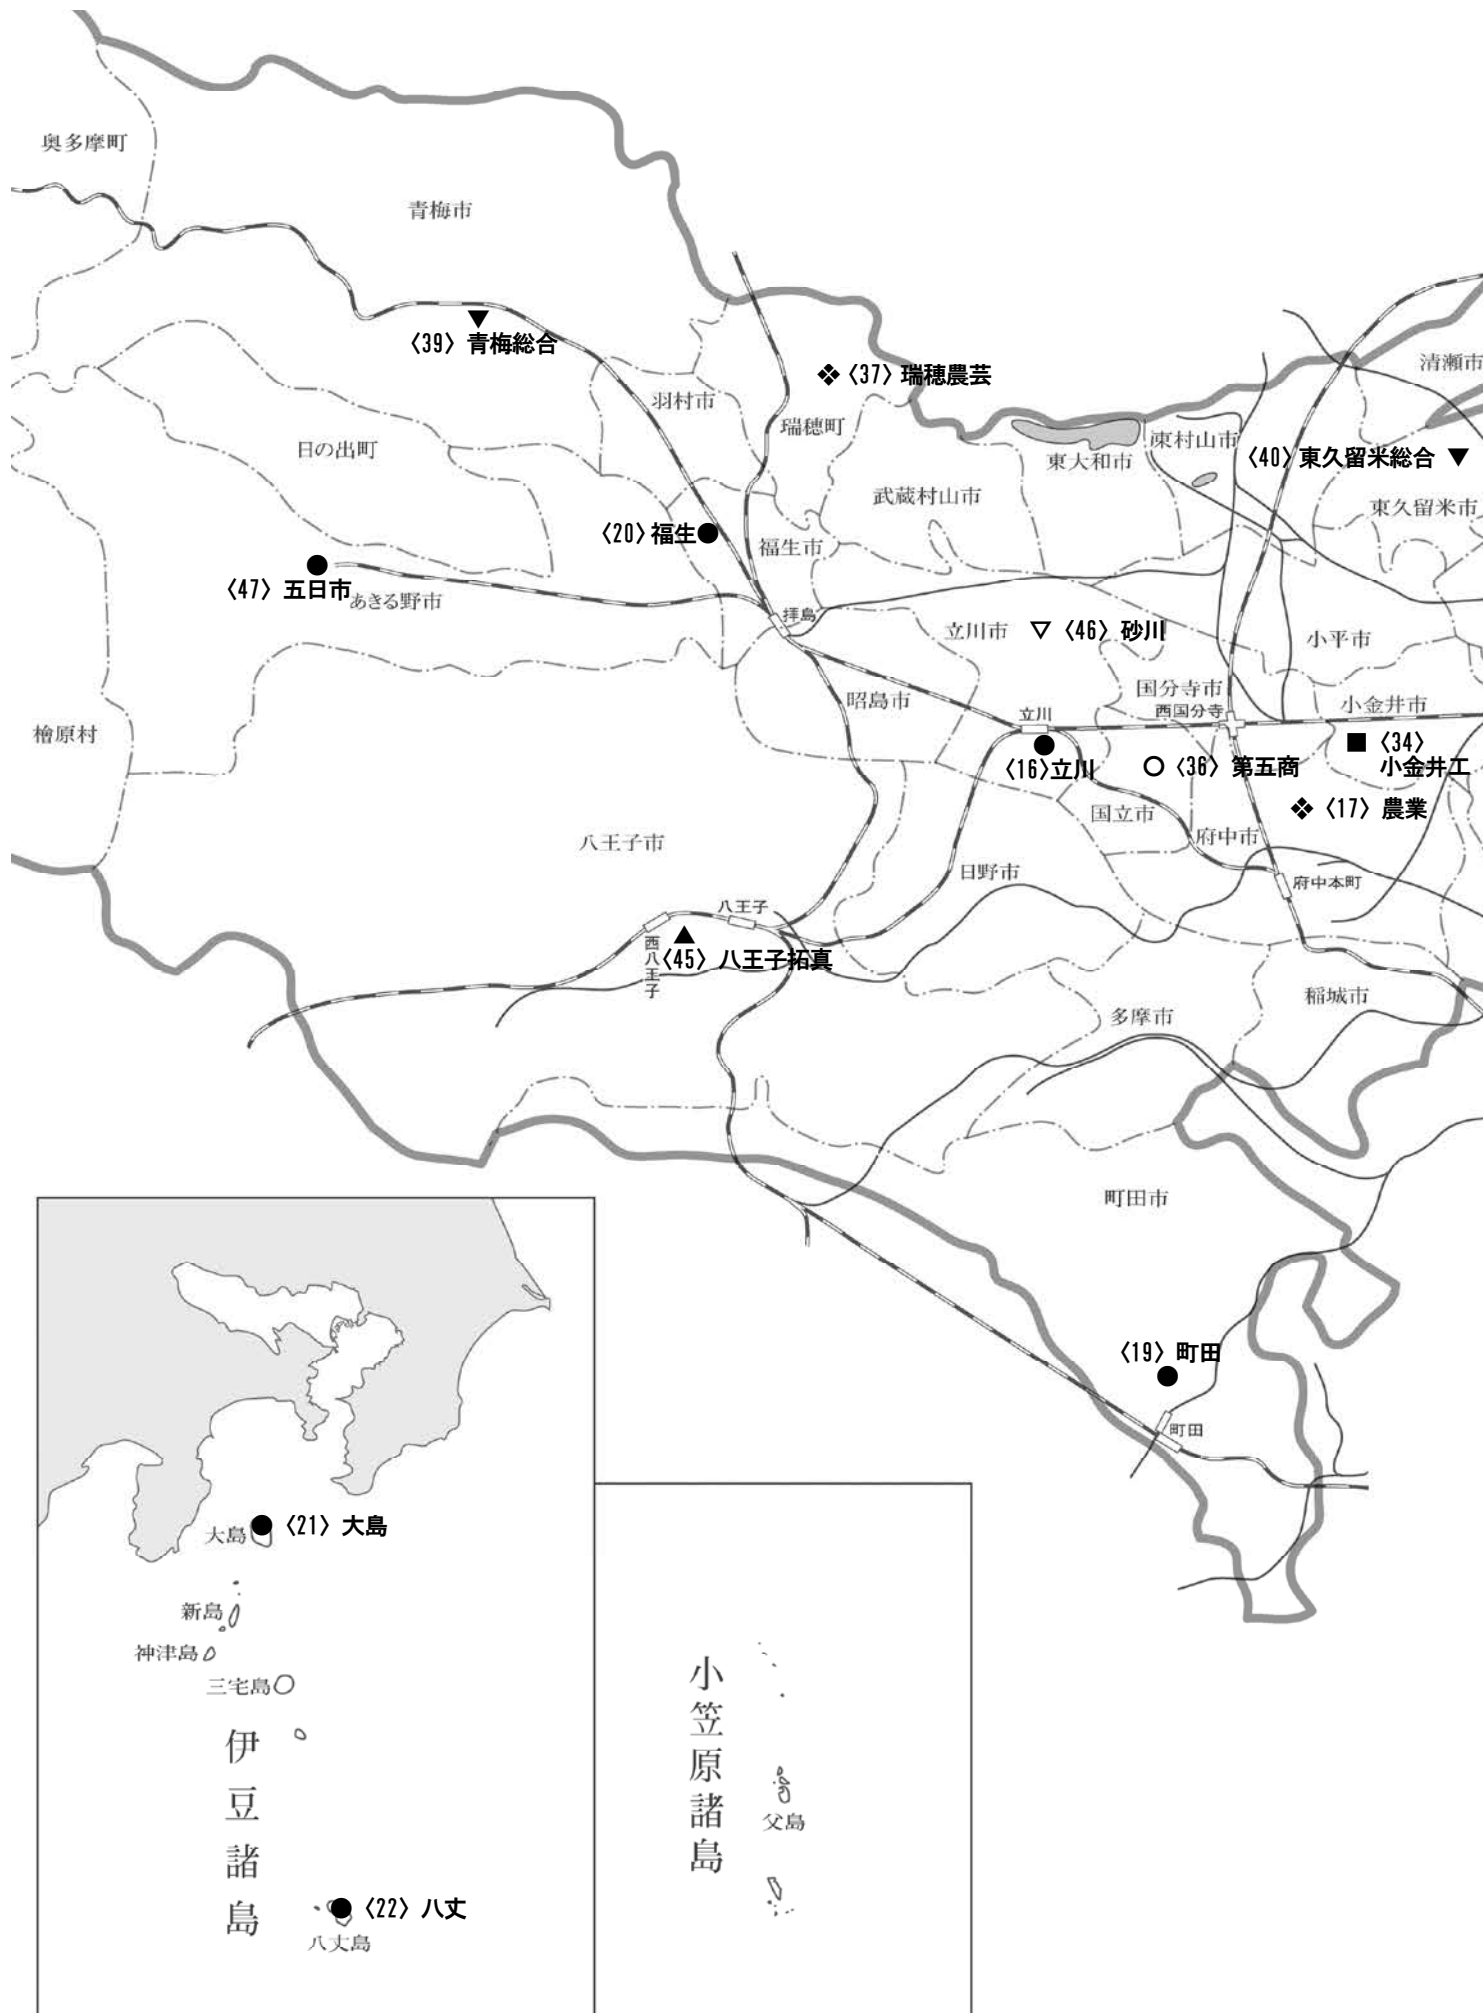 奥多摩町
青梅市
▼
〈39〉青梅総合
清瀬市
❖〈37〉瑞穂農芸
羽村市
瑞穂町
日の出町
東村山市
東大和市
〈40〉東久留米総合 ▼
武蔵村山市
東久留米市
〈20〉福生●
福生市
〈47〉五日市
あきる野市
拝島
立川市
▽〈46〉砂川
小平市
国分寺市
西国分寺
昭島市
小金井市
立川
檜原村
■〈34〉
小金井工
〈16〉立川
○〈36〉第五商
❖〈17〉農業
国立市
府中市
八王子市
日野市
府中本町
八王子
西八王子
▲
〈45〉八王子拓真
稲城市
多摩市
町田市
〈19〉町田
●
町田
大島
●〈21〉大島
新島
神津島
三宅島
伊豆諸島
●〈22〉八丈
八丈島
小笠原諸島
父島